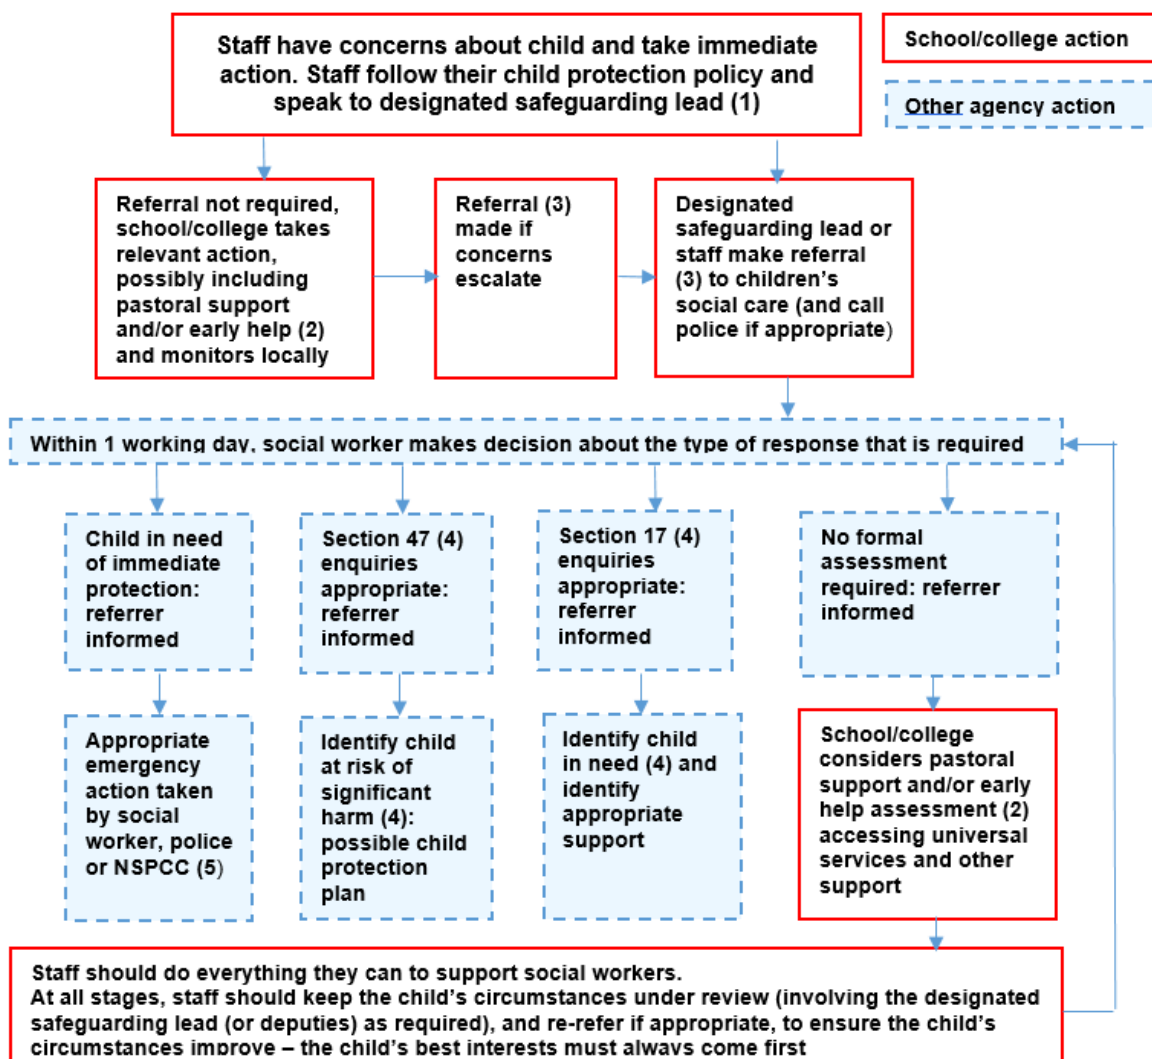 Staff have concerns about child and take immediate
action. Staff follow their child protection policy and
speak to designated safeguarding lead (1)
School/college action
Other agency action
Referral not required,
school/college takes
relevant action,
possibly including
pastoral support
and/or early help (2)
and monitors locally
Referral (3)
made if
concerns
escalate
Designated
safeguarding lead or
staff make referral
(3) to children’s
social care (and call
police if appropriate)
Within 1 working day, social worker makes decision about the type of response that is required
Child in need
of immediate
protection:
referrer
informed
Section 47 (4)
enquiries
appropriate:
referrer
informed
Section 17 (4)
enquiries
appropriate:
referrer
informed
No formal
assessment
required: referrer
informed
Appropriate
emergency
action taken
by social
worker, police
or NSPCC (5)
Identify child
at risk of
significant
harm (4):
possible child
protection
plan
Identify child
in need (4) and
identify
appropriate
support
School/college
considers pastoral
support and/or early
help assessment (2)
accessing universal
services and other
support
Staff should do everything they can to support social workers.
At all stages, staff should keep the child’s circumstances under review (involving the designated
safeguarding lead (or deputies) as required), and re-refer if appropriate, to ensure the child’s
circumstances improve – the child’s best interests must always come first